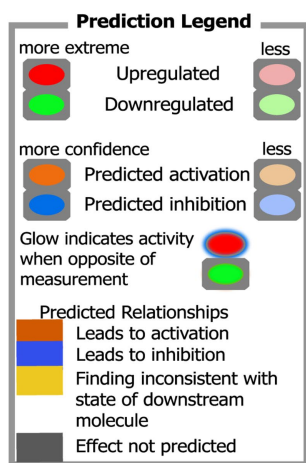 Prediction Legend
more extreme less
Upregulated
Downregulated
more confidence less
Predicted activation
Predicted inhibition
Glow indicates activity
when opposite of
measurement
Predicted Relationships
Leads to activation
Leads to inhibition
Finding inconsistent with
state of downstream
molecule
Effect not predicted